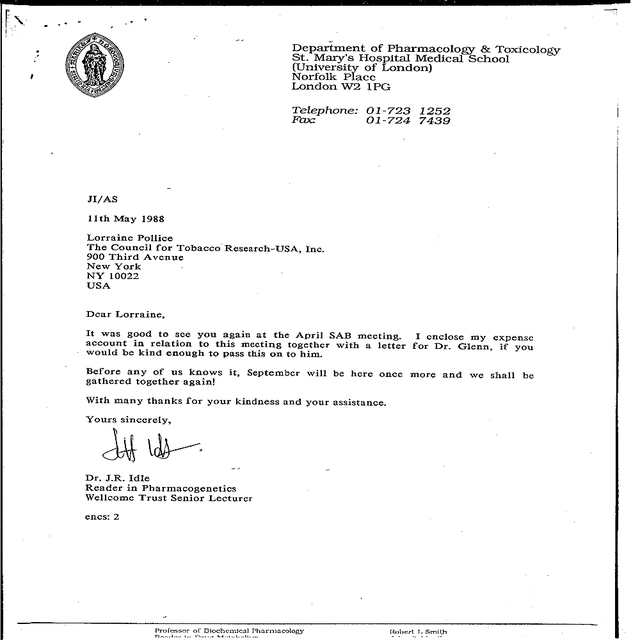 Department of Pharmacology & Toxicology
St. Mary's Hospital Medical School
(University of London)
Norfolk Place
London W2 1PG
Telephone: 01-723 1252
Fax: 01-724 7439
JI/AS
11th May 1988
Lorraine Pollice
The Council for Tobacco Research-USA, Inc.
900 Third Avenue
New York
NY 10022
USA
Dear Lorraine,
It was good to see you again at the April SAB meeting. I enclose my expense
account in relation to this meeting together with a letter for Dr. Glenn, if you
would be kind enough to pass this on to him.
Before any of us knows it, September will be here once more and we shall be
gathered together again!
With many thanks for your kindness and your assistance.
Yours sincerely,
Dr. J.R. Idle
Reader in Pharmacogenetics
Wellcome Trust Senior Lecturer
encs: 2
Professor of Biochemical Pharmacology
Robert L. Smith